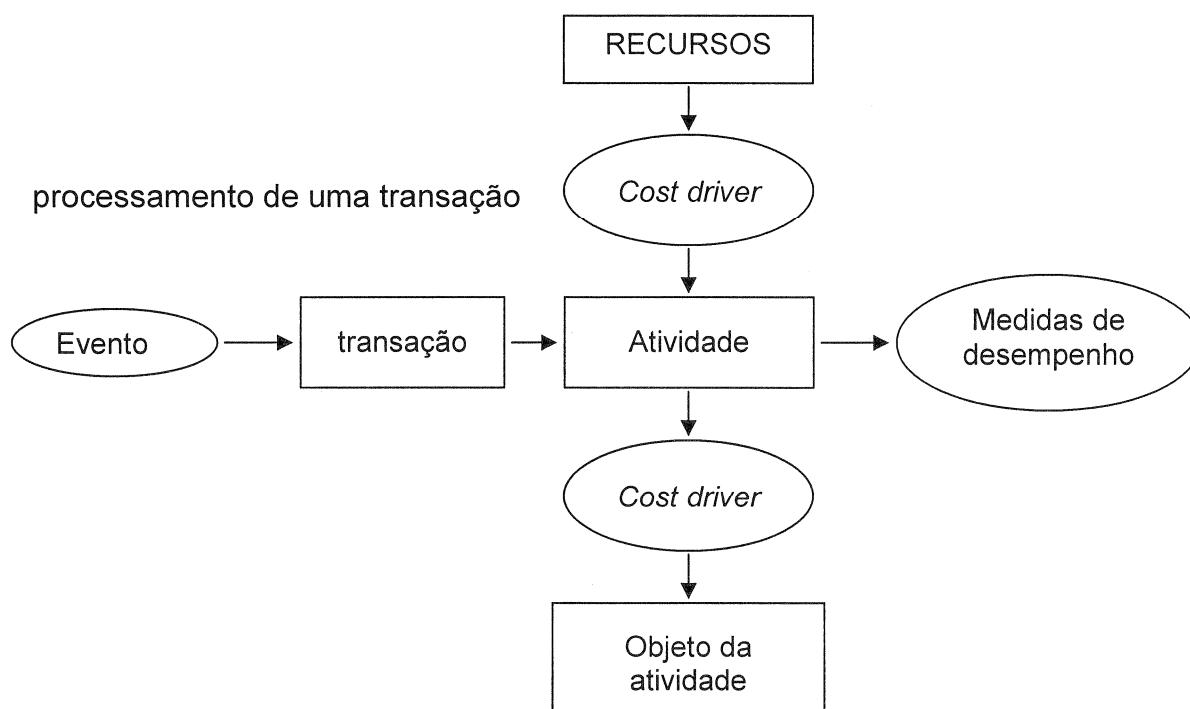 RECURSOS
Cost driver
processamento de uma transação
Evento
transação
Atividade
Medidas de
desempenho
Cost driver
Objeto da
atividade